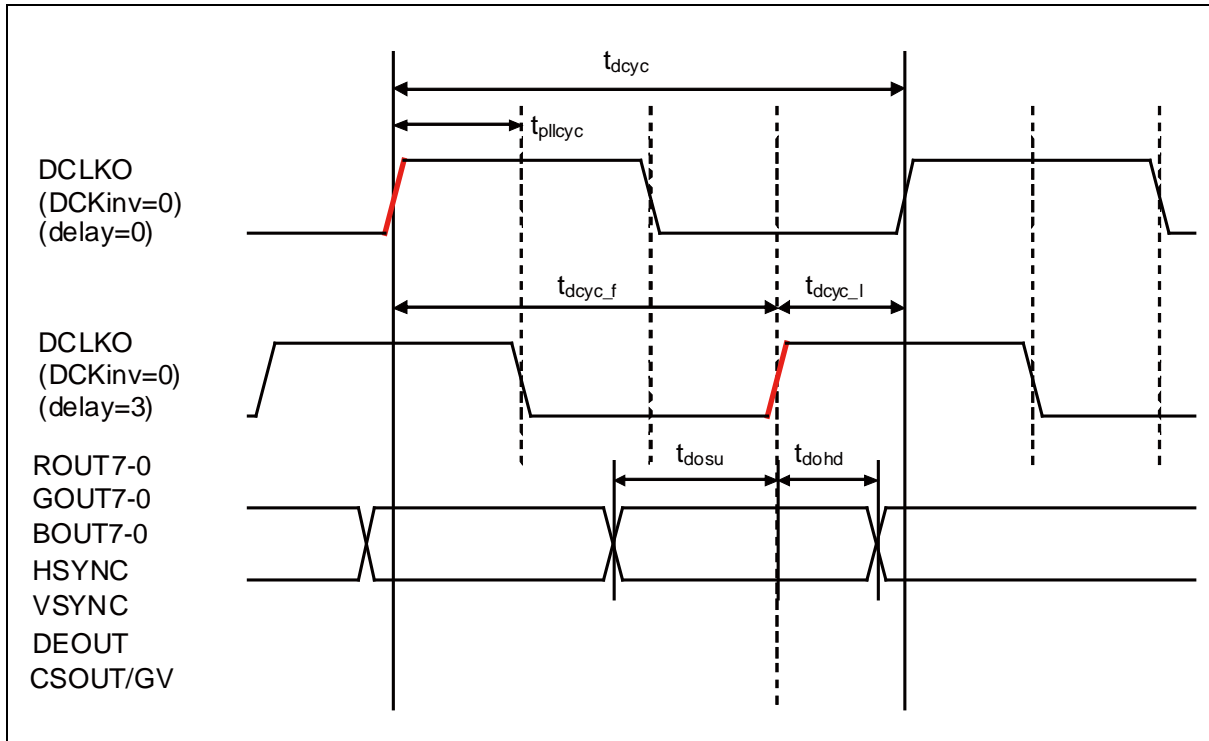 tdcyc
tpllcyc
DCLKO
(DCKinv=0)
(delay=0)
tdcyc_f
tdcyc_l
DCLKO
(DCKinv=0)
(delay=3)
tdosu
tdohd
ROUT7-0
GOUT7-0
BOUT7-0
HSYNC
VSYNC
DEOUT
CSOUT/GV